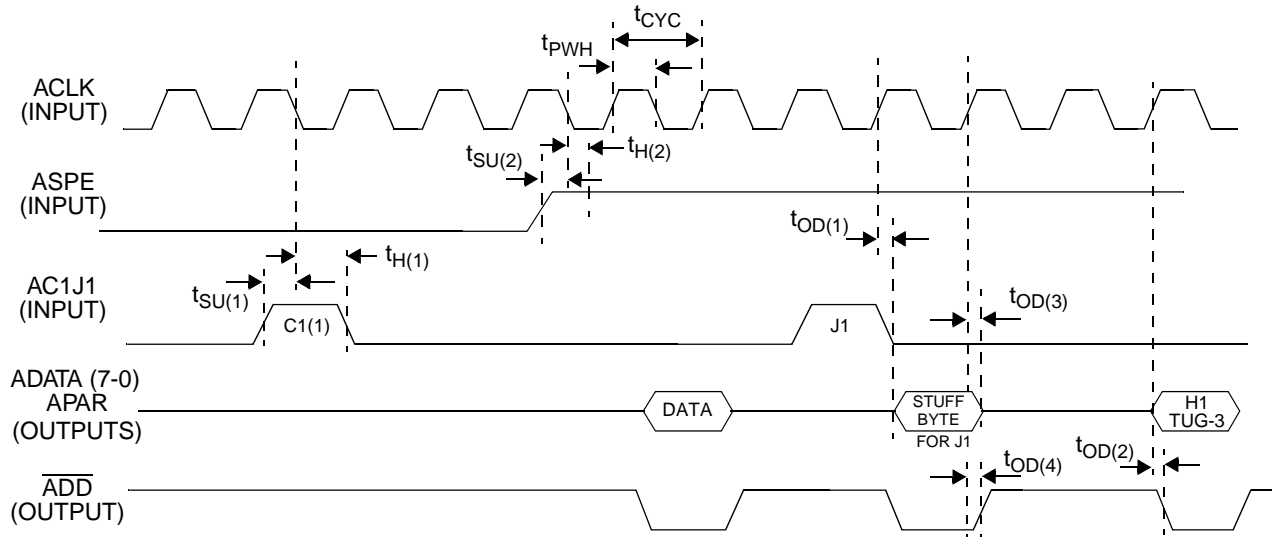 tCYC
tPWH
ACLK
(INPUT)
tSU(2)
tH(2)
ASPE
(INPUT)
tOD(1)
tH(1)
AC1J1
(INPUT)
tSU(1)
C1(1)
J1
tOD(3)
ADATA (7-0)
APAR
(OUTPUTS)
DATA
STUFF
BYTE
FOR J1
H1
TUG-3
tOD(4)
tOD(2)
ADD
(OUTPUT)